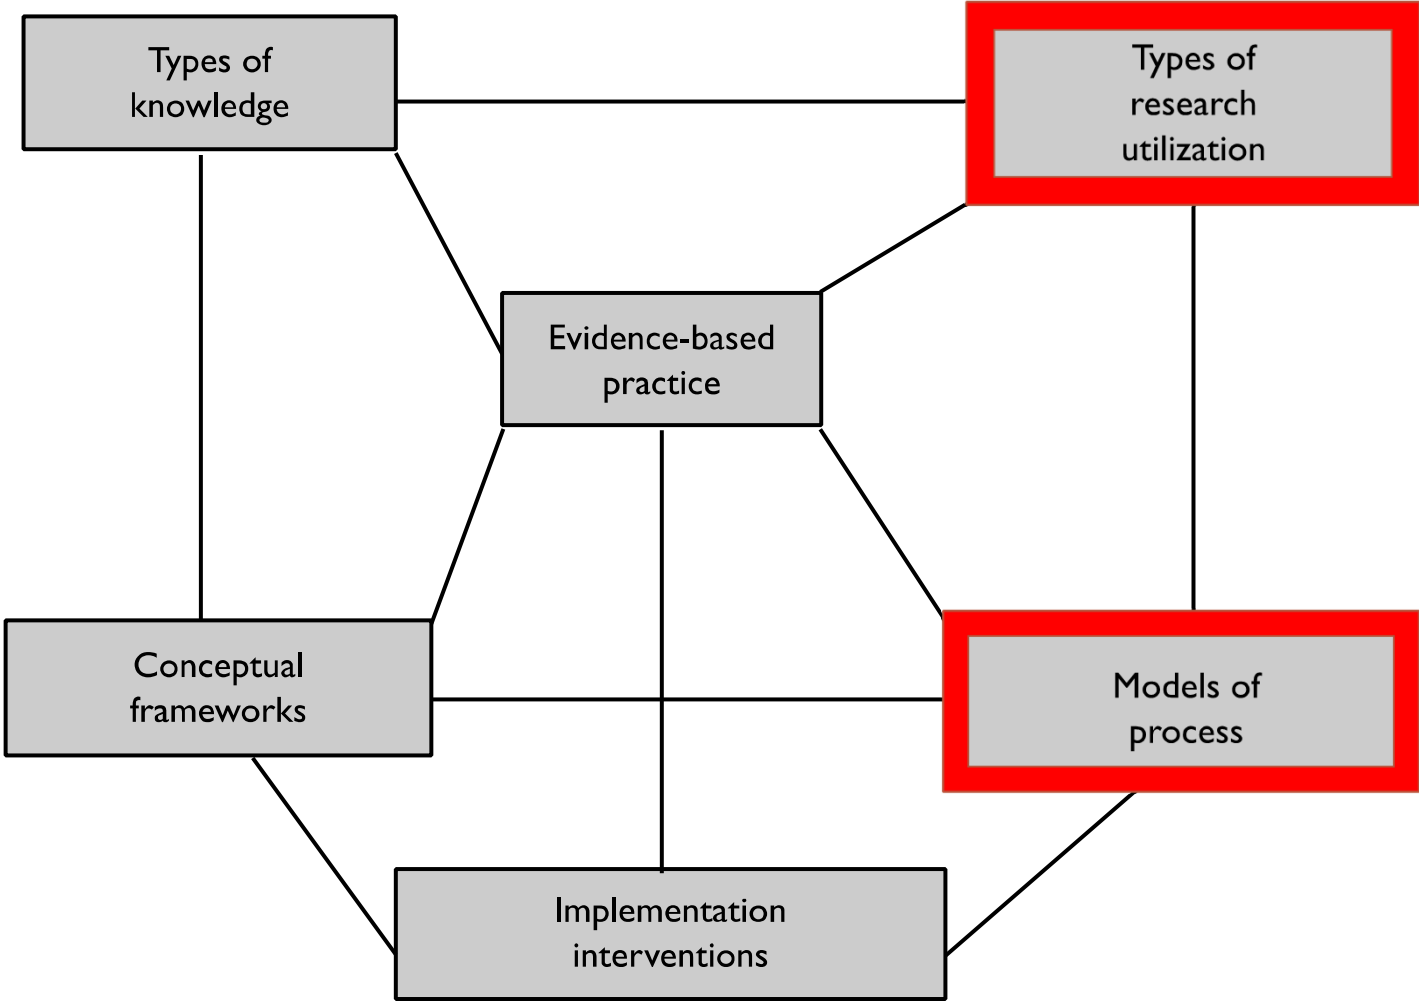 Types of
knowledge
Types of
research
utilization
Evidence-based
practice
Conceptual
frameworks
Models of
process
Implementation
interventions